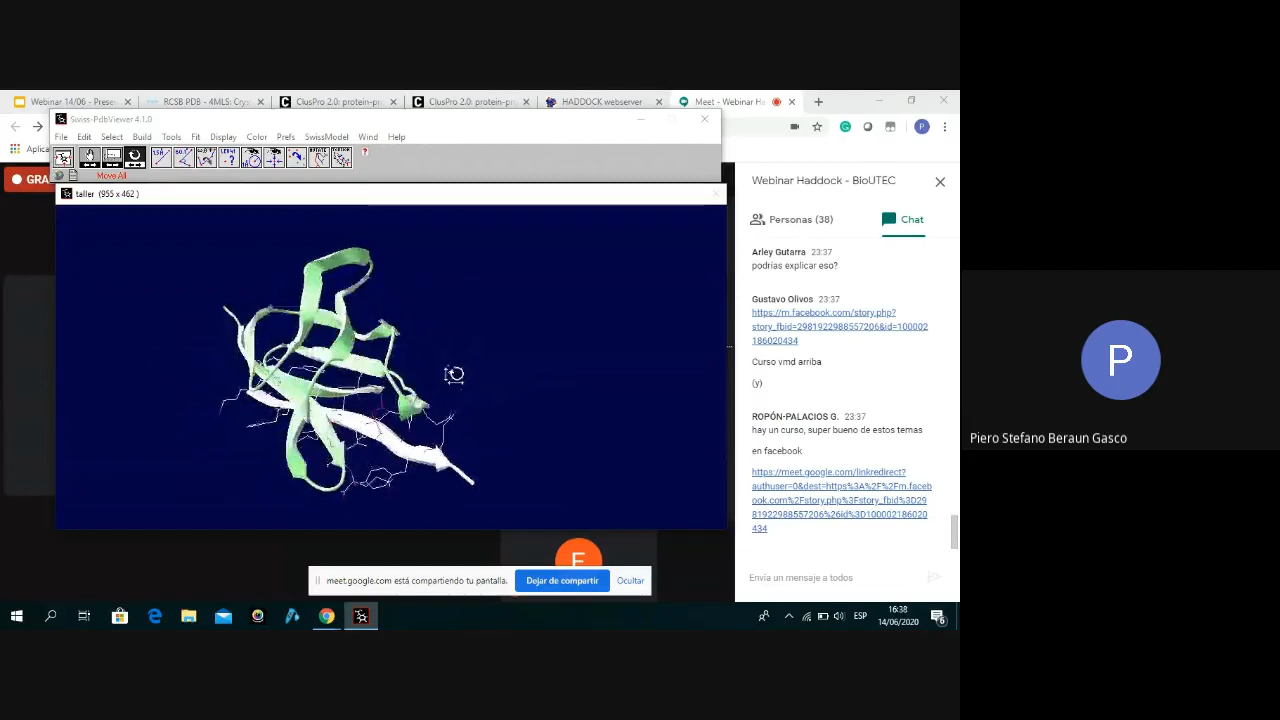 Webinar 14/06 - Prese
RCSB PDB - 4MLS: Crys
ClusPro 2.0: protein-pr
ClusPro 2.0: protein-pr
HADDOCK webserver
Meet - Webinar Ha
Swiss-PdbViewer 4.1.0
File Edit Select Build Tools Fit Display Color Prefs SwissModel Wind Help
Move All
Aplica
GRA
taller (955 x 462 )
Webinar Haddock - BioUTEC
Personas (38)
Chat
Arley Gutarra 23:37
podrías explicar eso?
Gustavo Olivos 23:37
https://m.facebook.com/story.php?
story_fbid=2981922988557206&id=100002
186020434
Curso vmd arriba
(y)
ROPÓN-PALACIOS G. 23:37
hay un curso, super bueno de estos temas
en facebook
https://meet.google.com/linkredirect?
authuser=0&dest=https%3A%2F%2Fm.faceb
ook.com%2Fstory.php%3Fstory_fbid%3D29
81922988557206%26id%3D100002186020
434
Envía un mensaje a todos
P
Piero Stefano Beraun Gasco
meet.google.com está compartiendo tu pantalla.
Dejar de compartir
Ocultar
ESP
16:38
14/06/2020
6